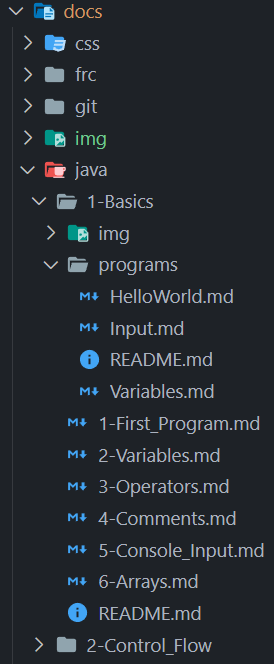 docs
css
frc
git
img
java
1-Basics
img
programs
HelloWorld.md
Input.md
README.md
Variables.md
1-First_Program.md
2-Variables.md
3-Operators.md
4-Comments.md
5-Console_Input.md
6-Arrays.md
README.md
2-Control_Flow